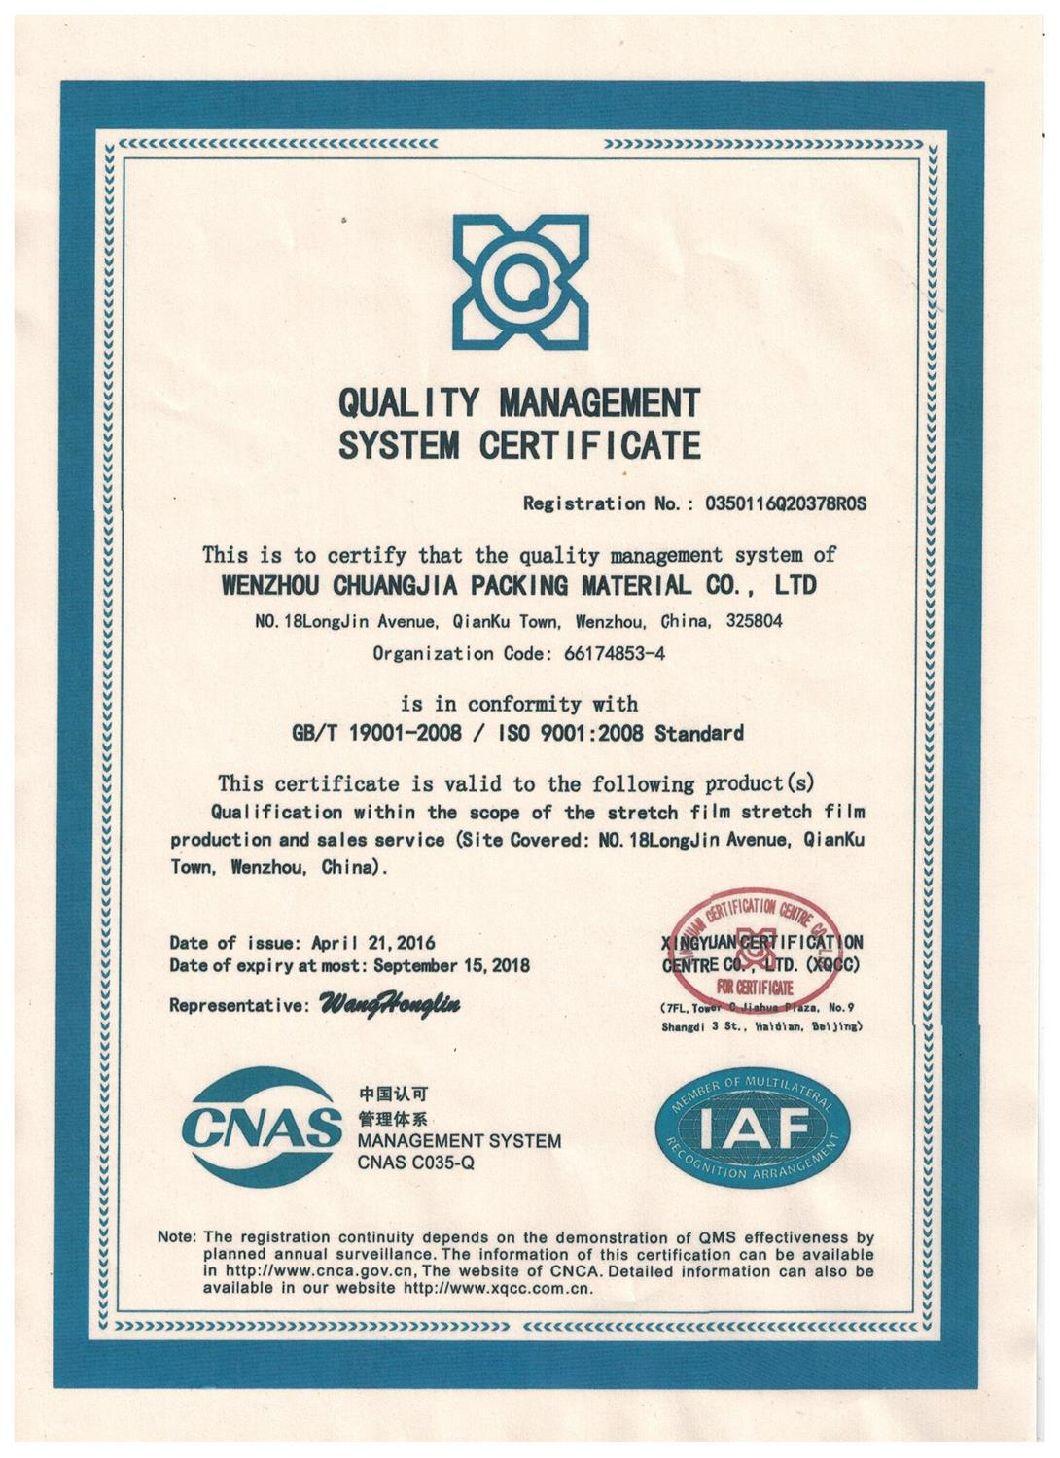 QUALITY MANAGEMENT
SYSTEM CERTIFICATE
Registration No.: 0350116Q20378R0S
This is to certify that the quality management system of
WENZHOU CHUANGJIA PACKING MATERIAL CO., LTD
NO.18LongJin Avenue, QianKu Town, Wenzhou, China, 325804
Organization Code: 66174853-4
is in conformity with
GB/T 19001-2008 / ISO 9001:2008 Standard
This certificate is valid to the following product(s)
Qualification within the scope of the stretch film stretch film
production and sales service (Site Covered: NO.18LongJin Avenue, QianKu
Town, Wenzhou, China).
Date of issue: April 21, 2016
Date of expiry at most: September 15, 2018
Representative: WangHonglin
XINGYUAN CERTIFICATION
CENTRE CO., LTD. (XQCC)
(7FL, Tower C Jiahua Plaza, No.9
Shangdi 3 St., Haidian, Beijing)
CERTIFICATION CENTRE CO.
FOR CERTIFICATE
CNAS
中国认可
管理体系
MANAGEMENT SYSTEM
CNAS C035-Q
MEMBER OF MULTILATERAL
IAF
RECOGNITION ARRANGEMENT
Note: The registration continuity depends on the demonstration of QMS effectiveness by
planned annual surveillance. The information of this certification can be available
in http://www.cnca.gov.cn, The website of CNCA. Detailed information can also be
available in our website http://www.xqcc.com.cn.